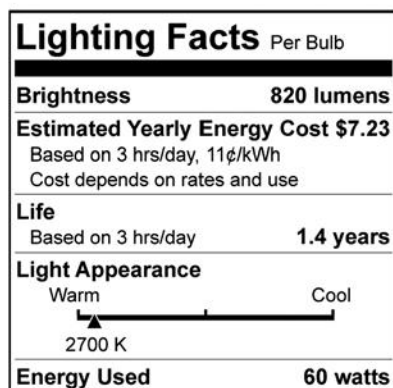 Lighting Facts Per Bulb
Brightness 820 lumens
Estimated Yearly Energy Cost $7.23
Based on 3 hrs/day, 11¢/kWh
Cost depends on rates and use
Life
Based on 3 hrs/day 1.4 years
Light Appearance
Warm Cool
2700 K
Energy Used 60 watts